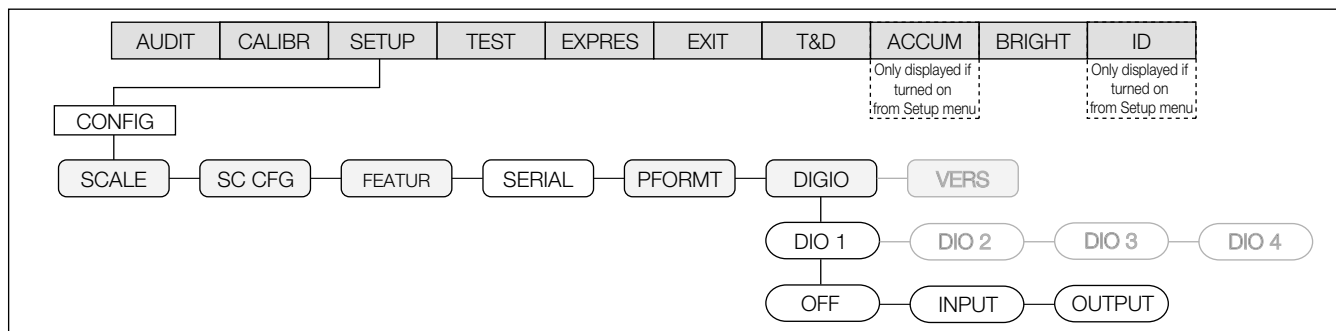 AUDIT CALIBR SETUP TEST EXPRES EXIT T&D ACCUM BRIGHT ID
Only displayed if
turned on
from Setup menu
Only displayed if
turned on
from Setup menu
CONFIG
SCALE SC CFG FEATUR SERIAL PFORMT DIGIO VERS
DIO 1 DIO 2 DIO 3 DIO 4
OFF INPUT OUTPUT